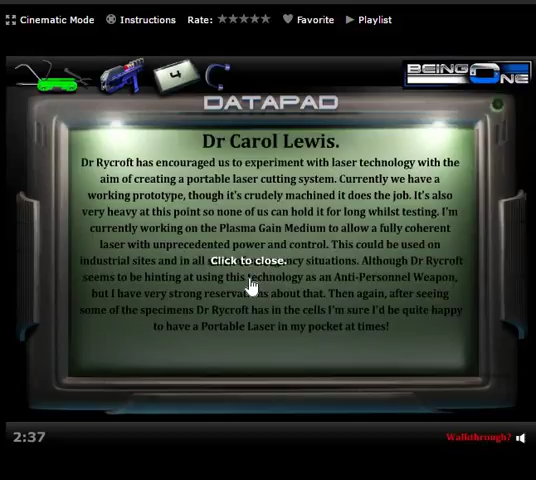 Cinematic Mode Instructions Rate: Favorite Playlist
4
BEING ONE
DATAPAD
Dr Carol Lewis.
Dr Rycroft has encouraged us to experiment with laser technology with the
aim of creating a portable laser cutting system. Currently we have a
working prototype, though it's crudely machined it does the job. It's also
very heavy at this point so none of us can hold it for long whilst testing. I'm
currently working on the Plasma Gain Medium to allow a fully coherent
laser with unprecedented power and control. This could be used on
industrial sites and in all situations. Although Dr Rycroft
Click to close.
seems to be hinting at using this technology as an Anti-Personnel Weapon,
but I have very strong reservations about that. Then again, after seeing
some of the specimens Dr Rycroft has in the cells I'm sure I'd be quite happy
to have a Portable Laser in my pocket at times!
2:37
Walkthrough?